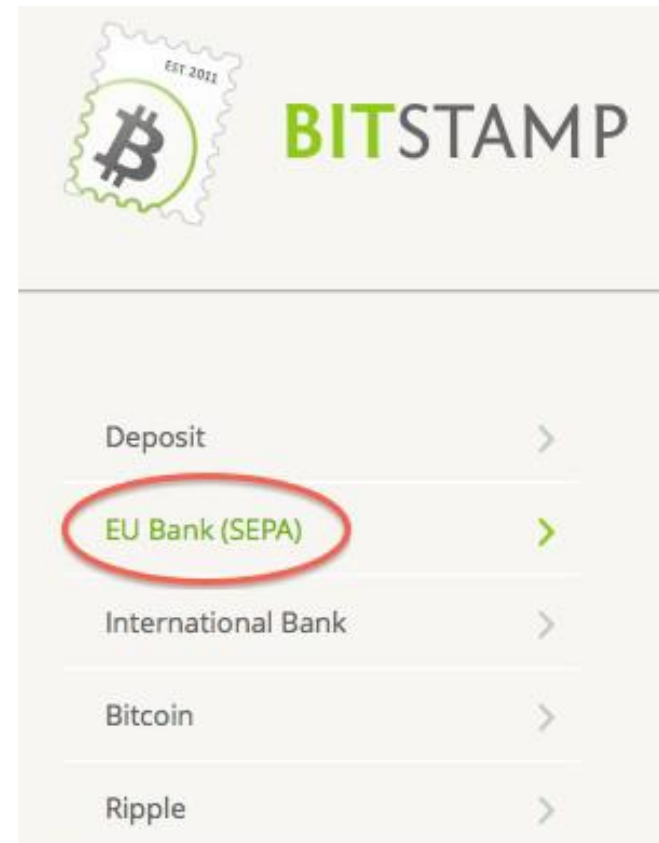 EST 2011
BITSTAMP
Deposit
EU Bank (SEPA)
International Bank
Bitcoin
Ripple